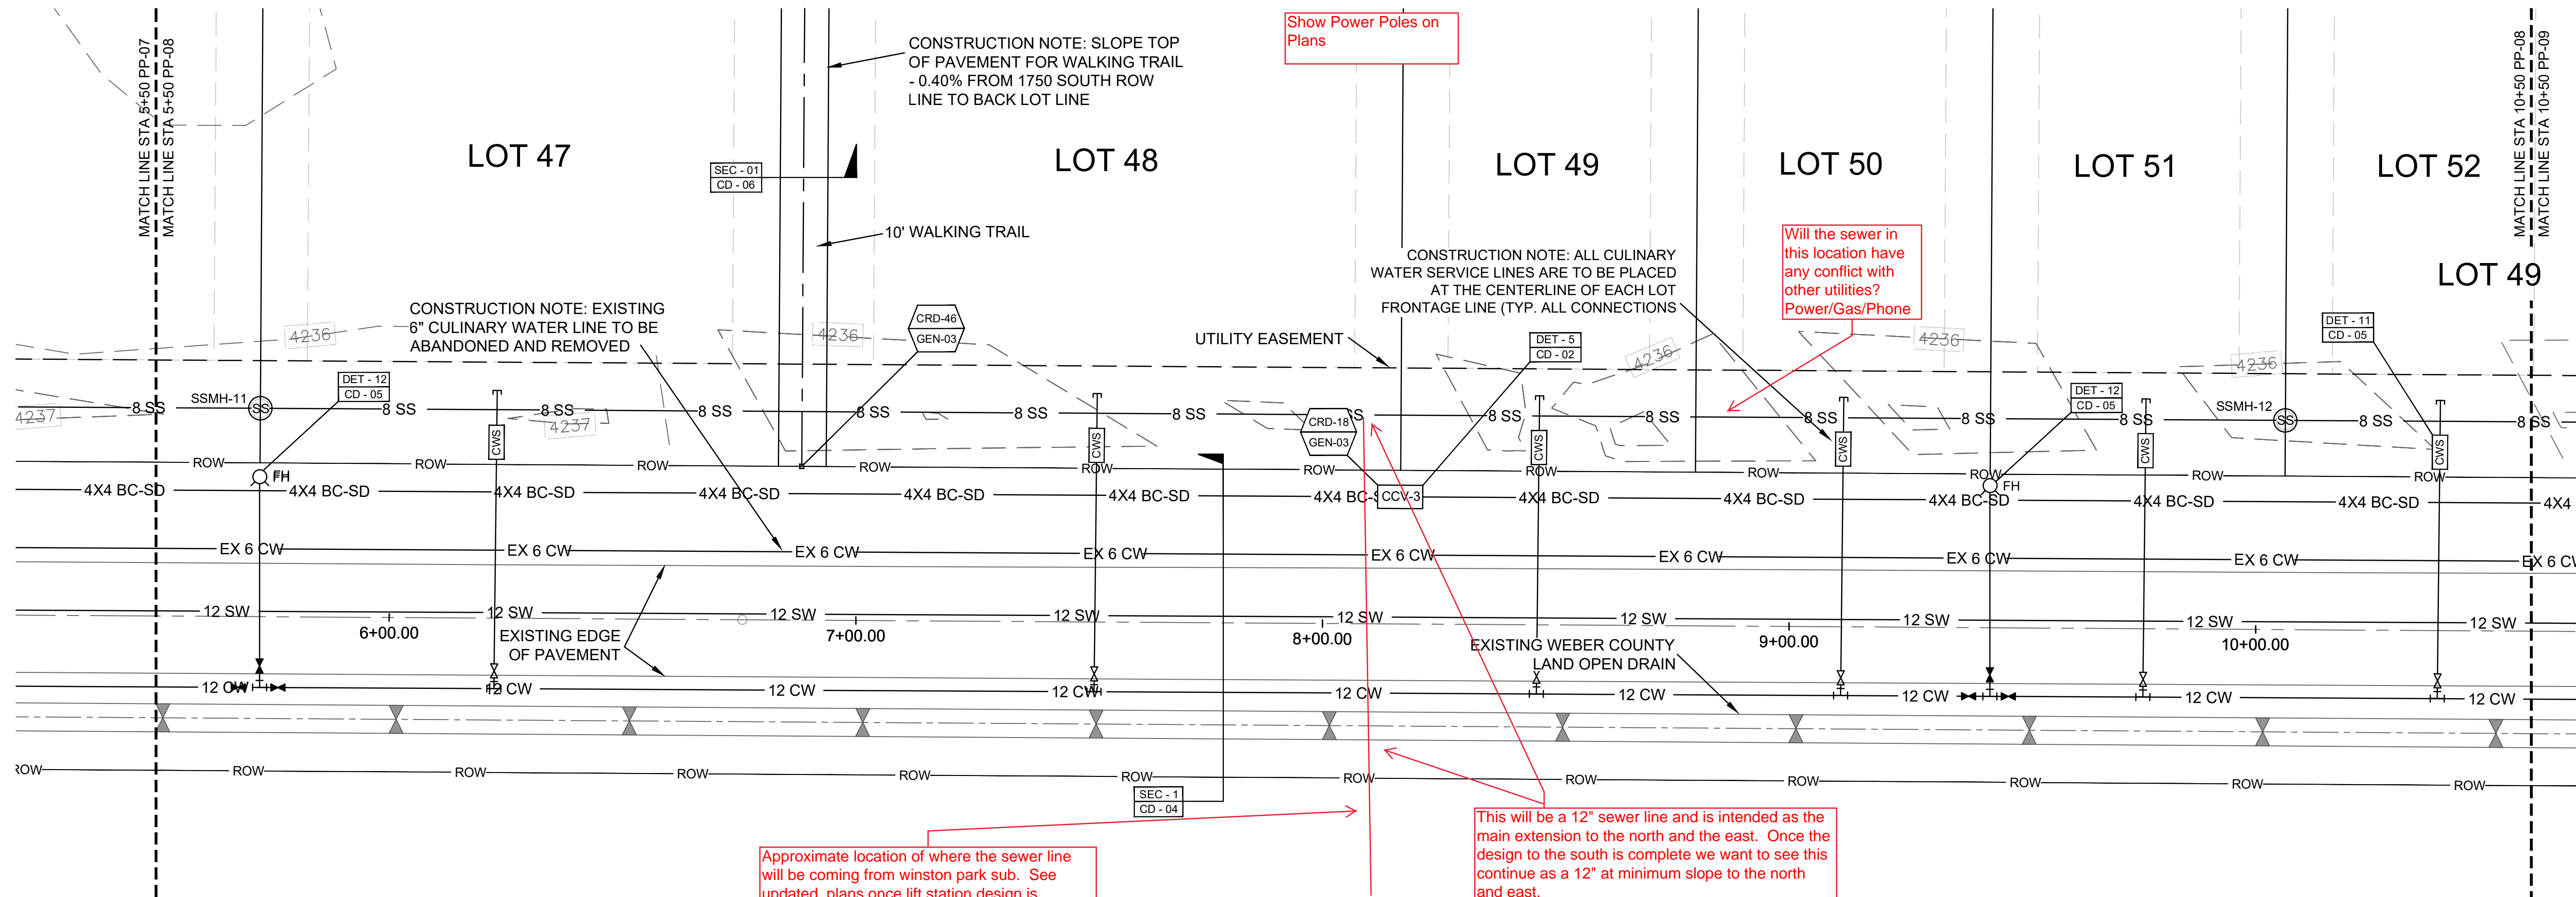 MATCH LINE STA 5+50 PP-07
MATCH LINE STA 5+50 PP-08
CONSTRUCTION NOTE: SLOPE TOP
OF PAVEMENT FOR WALKING TRAIL
- 0.40% FROM 1750 SOUTH ROW
LINE TO BACK LOT LINE
Show Power Poles on
Plans
MATCH LINE STA 10+50 PP-08
MATCH LINE STA 10+50 PP-09
LOT 47
LOT 48
LOT 49
LOT 50
LOT 51
LOT 52
SEC - 01
CD - 06
10' WALKING TRAIL
CONSTRUCTION NOTE: ALL CULINARY
WATER SERVICE LINES ARE TO BE PLACED
AT THE CENTERLINE OF EACH LOT
FRONTAGE LINE (TYP. ALL CONNECTIONS
Will the sewer in
this location have
any conflict with
other utilities?
Power/Gas/Phone
LOT 49
CONSTRUCTION NOTE: EXISTING
6" CULINARY WATER LINE TO BE
ABANDONED AND REMOVED
CRD-46
GEN-03
UTILITY EASEMENT
DET - 5
CD - 02
DET - 11
CD - 05
4236
4236
4236
4236
4236
DET - 12
CD - 05
DET - 12
CD - 05
4237
4237
SSMH-11
SS
SSMH-12
SS
8 SS
8 SS
8 SS
8 SS
8 SS
8 SS
8 SS
8 SS
8 SS
8 SS
8 SS
8 SS
8 SS
CRD-18
GEN-03
CWS
CWS
CWS
CWS
CWS
CWS
ROW
ROW
ROW
ROW
ROW
ROW
ROW
ROW
ROW
ROW
ROW
FH
FH
4X4 BC-SD
4X4 BC-SD
4X4 BC-SD
4X4 BC-SD
4X4 BC-SD
4X4 BC-SD
4X4 BC-S
CCV-3
4X4 BC-SD
4X4 BC-SD
4X4 BC-SD
4X4 BC-SD
4X4 BC-SD
4X4
EX 6 CW
EX 6 CW
EX 6 CW
EX 6 CW
EX 6 CW
EX 6 CW
EX 6 CW
EX 6 CW
EX 6 CW
12 SW
12 SW
12 SW
12 SW
12 SW
12 SW
12 SW
12 SW
12 SW
6+00.00
7+00.00
8+00.00
9+00.00
10+00.00
EXISTING EDGE
OF PAVEMENT
EXISTING WEBER COUNTY
LAND OPEN DRAIN
12 CW
12 CW
12 CW
12 CW
12 CW
12 CW
12 CW
12 CW
12 CW
ROW
ROW
ROW
ROW
ROW
ROW
ROW
ROW
ROW
ROW
ROW
ROW
SEC - 1
CD - 04
Approximate location of where the sewer line
will be coming from winston park sub. See
updated plans once lift station design is
This will be a 12" sewer line and is intended as the
main extension to the north and the east. Once the
design to the south is complete we want to see this
continue as a 12" at minimum slope to the north
and east.